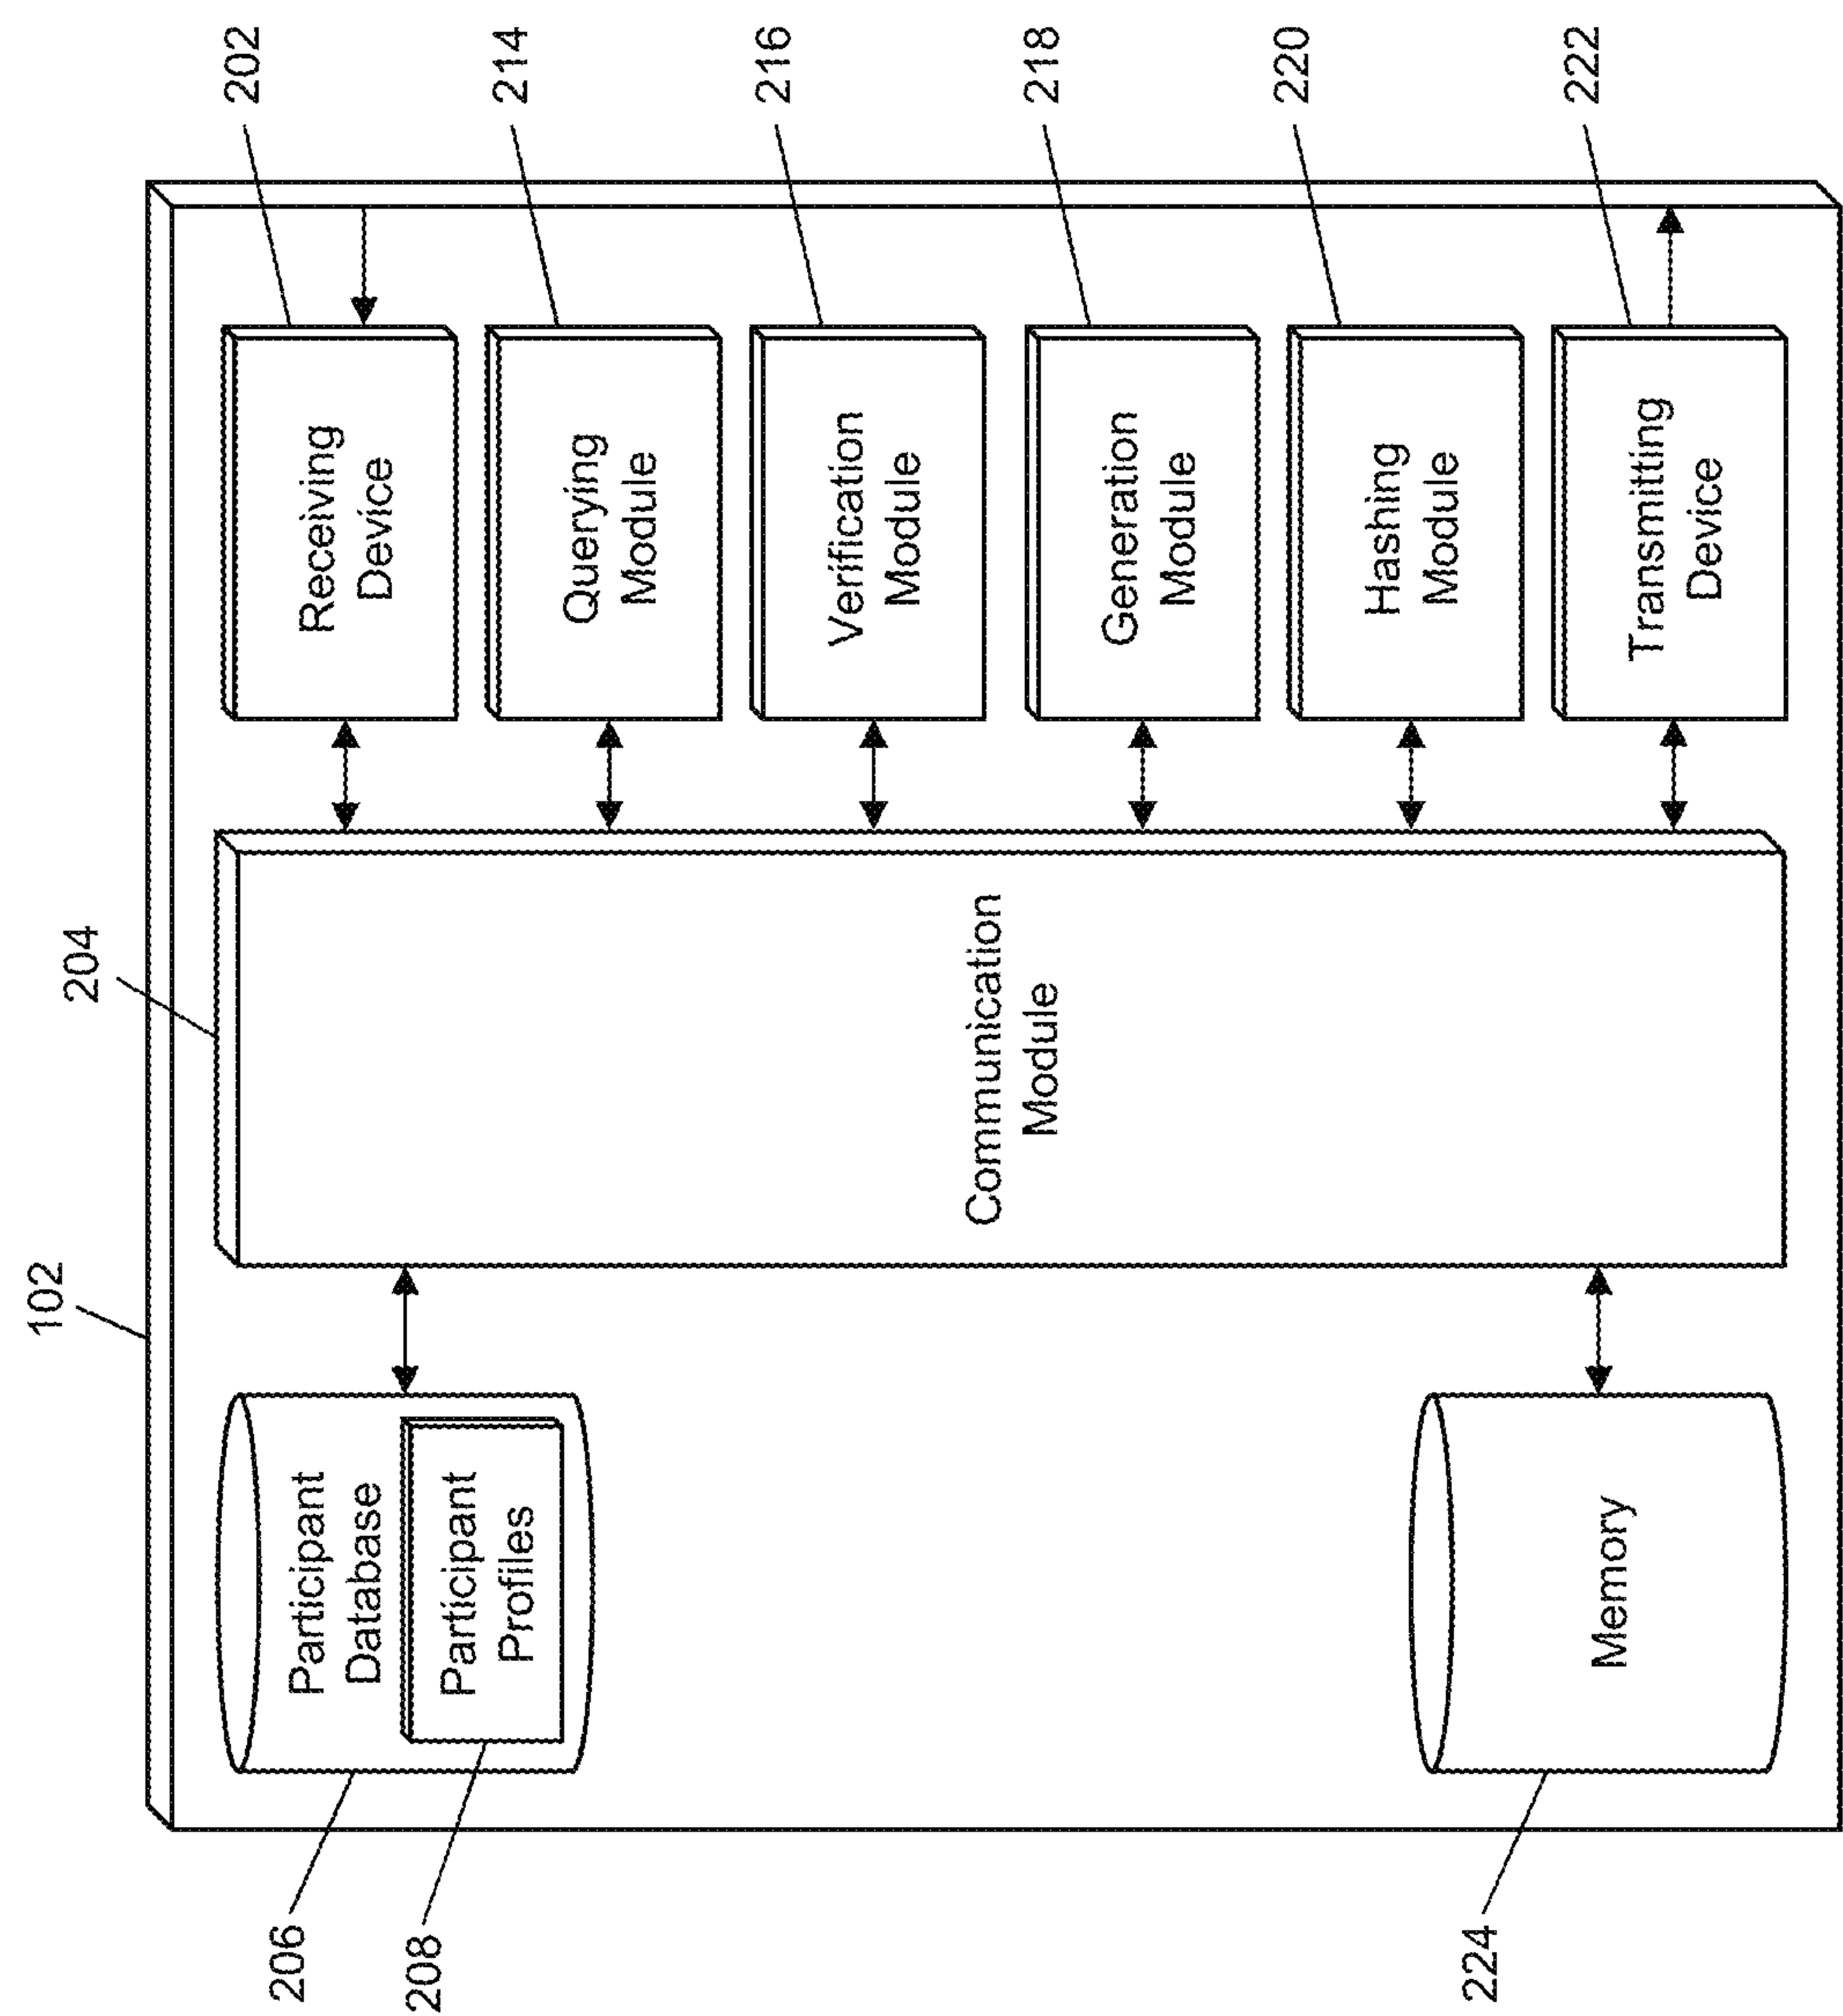 102
204
206
Participant
Database
208
Participant
Profiles
224
Memory
Communication
Module
Receiving
Device
202
Querying
Module
214
Verification
Module
216
Generation
Module
218
Hashing
Module
220
Transmitting
Device
222